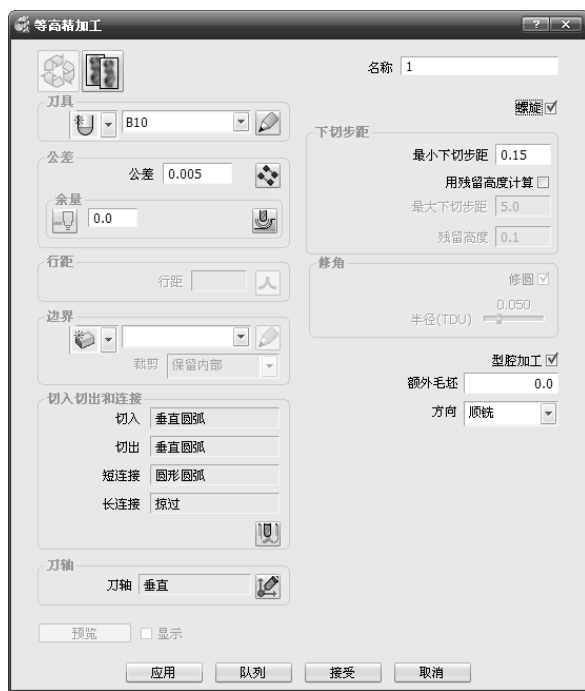 等高精加工
名称 1
刀具
B10
公差
公差 0.005
余量
0.0
行距
行距
边界
裁剪 保留内部
切入切出和连接
切入 垂直圆弧
切出 垂直圆弧
短连接 圆形圆弧
长连接 掠过
刀轴
刀轴 垂直
预览 显示
螺旋
下切步距
最小下切步距 0.15
用残留高度计算
最大下切步距 5.0
残留高度 0.1
修角
修圆
0.050
半径(TDU)
型腔加工
额外毛坯 0.0
方向 顺铣
应用 队列 接受 取消